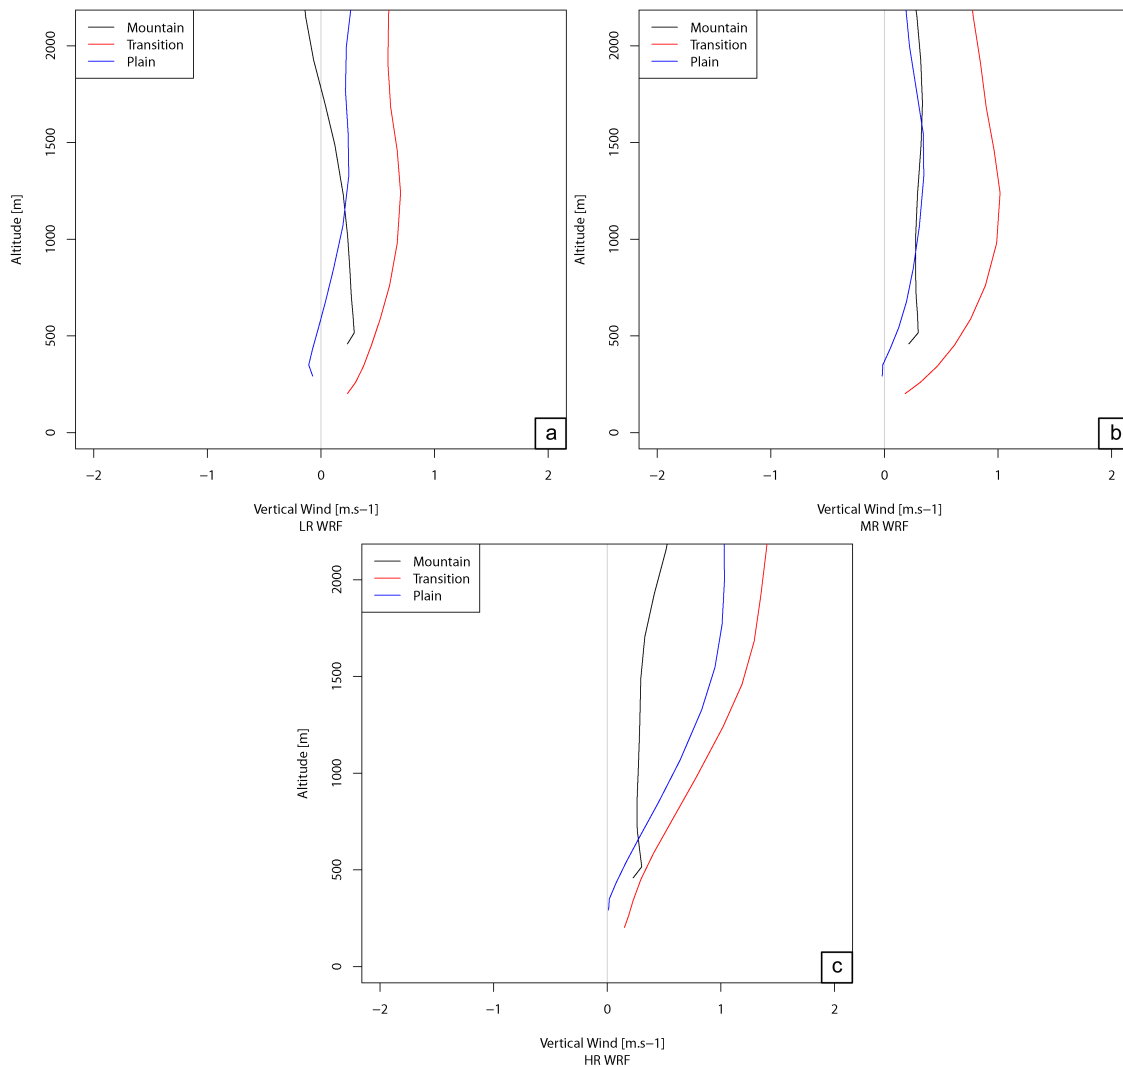 Mountain
Transition
Plain
2000
1500
1000
500
0
Altitude [m]
a
−2
−1
0
1
2
Vertical Wind [m.s−1]
LR WRF
Mountain
Transition
Plain
2000
1500
1000
500
0
Altitude [m]
b
−2
−1
0
1
2
Vertical Wind [m.s−1]
MR WRF
Mountain
Transition
Plain
2000
1500
1000
500
0
Altitude [m]
c
−2
−1
0
1
2
Vertical Wind [m.s−1]
HR WRF